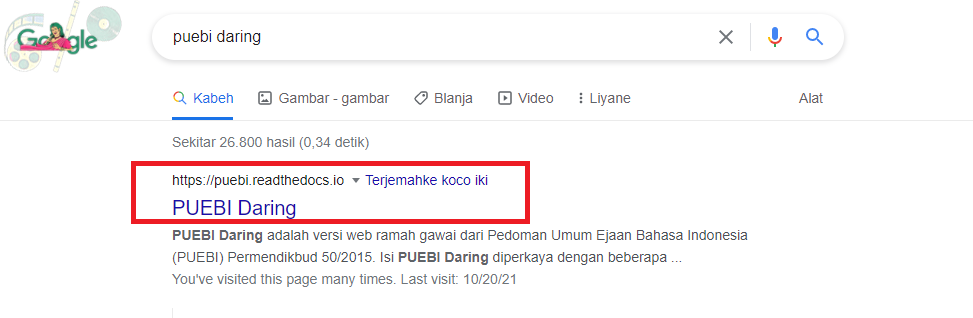 Google
puebi daring
Kabeh Gambar - gambar Blanja Video Liyane Alat
Sekitar 26.800 hasil (0,34 detik)
https://puebi.readthedocs.io Terjemahke koco iki
PUEBI Daring
PUEBI Daring adalah versi web ramah gawai dari Pedoman Umum Ejaan Bahasa Indonesia
(PUEBI) Permendikbud 50/2015. Isi PUEBI Daring diperkaya dengan beberapa ...
You've visited this page many times. Last visit: 10/20/21